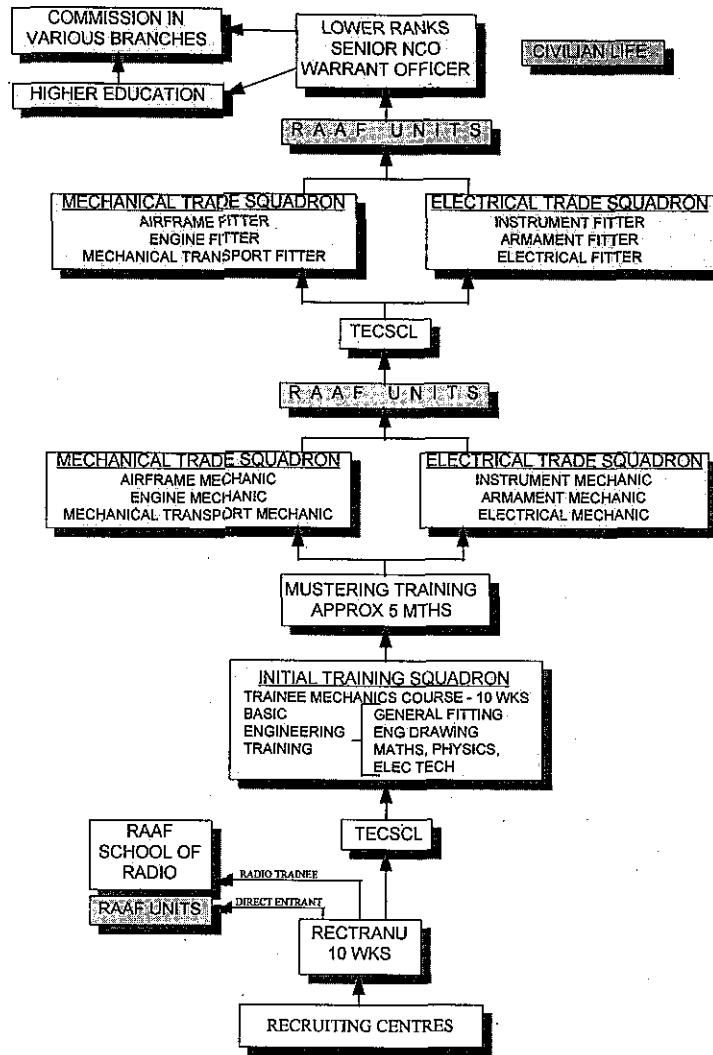 COMMISSION IN
VARIOUS BRANCHES
HIGHER EDUCATION
LOWER RANKS
SENIOR NCO
WARRANT OFFICER
CIVILIAN LIFE
RAAF UNITS
MECHANICAL TRADE SQUADRON
AIRFRAME FITTER
ENGINE FITTER
MECHANICAL TRANSPORT FITTER
ELECTRICAL TRADE SQUADRON
INSTRUMENT FITTER
ARMAMENT FITTER
ELECTRICAL FITTER
TECSCL
RAAF UNITS
MECHANICAL TRADE SQUADRON
AIRFRAME MECHANIC
ENGINE MECHANIC
MECHANICAL TRANSPORT MECHANIC
ELECTRICAL TRADE SQUADRON
INSTRUMENT MECHANIC
ARMAMENT MECHANIC
ELECTRICAL MECHANIC
MUSTERING TRAINING
APPROX 5 MTHS
INITIAL TRAINING SQUADRON
TRAINEE MECHANICS COURSE - 10 WKS
BASIC
ENGINEERING
TRAINING
GENERAL FITTING
ENG DRAWING
MATHS, PHYSICS,
ELEC TECH
TECSCL
RAAF
SCHOOL OF
RADIO
RADIO TRAINEE
RAAF UNITS
DIRECT ENTRANT
RECTRANU
10 WKS
RECRUITING CENTRES